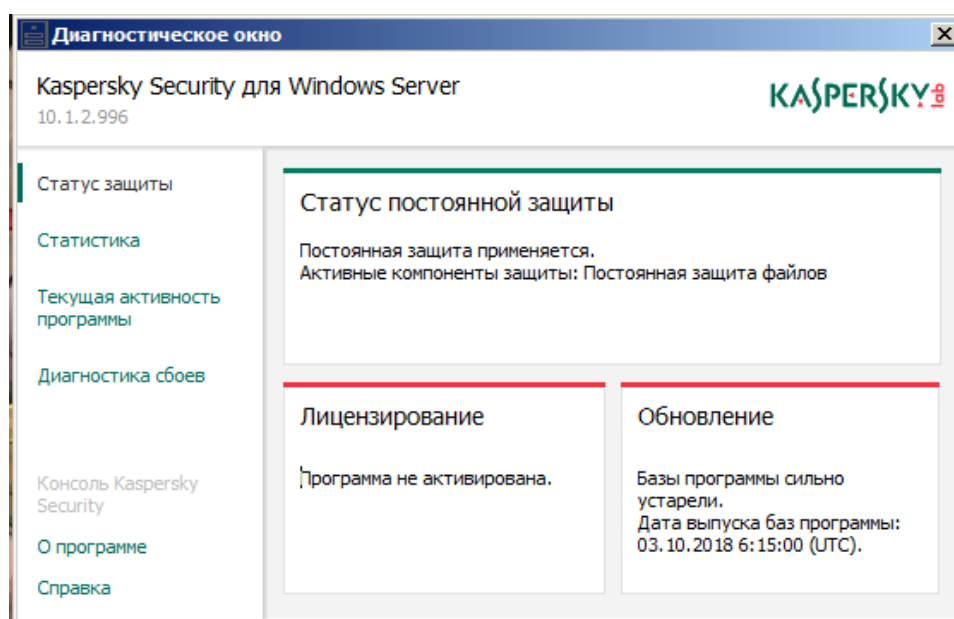 Диагностическое окно
Kaspersky Security для Windows Server
10.1.2.996
KASPERSKY lab
Статус защиты
Статистика
Текущая активность
программы
Диагностика сбоев
Консоль Kaspersky
Security
О программе
Справка
Статус постоянной защиты
Постоянная защита применяется.
Активные компоненты защиты: Постоянная защита файлов
Лицензирование
Программа не активирована.
Обновление
Базы программы сильно
устарели.
Дата выпуска баз программы:
03.10.2018 6:15:00 (UTC).